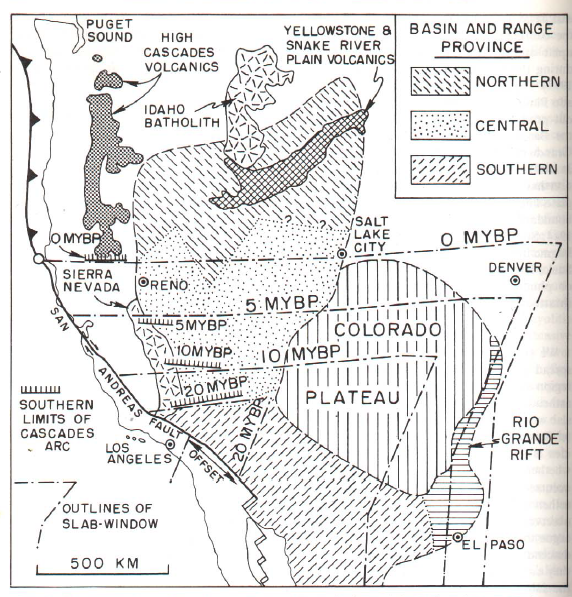 PUGET
SOUND
HIGH
CASCADES
VOLCANICS
IDAHO
BATHOLITH
YELLOWSTONE &
SNAKE RIVER
PLAIN VOLCANICS
BASIN AND RANGE
PROVINCE
NORTHERN
CENTRAL
SOUTHERN
? ?
SALT
LAKE
CITY
0 MYBP
0 MYBP
DENVER
SIERRA
NEVADA
RENO
5 MYBP
5 MYBP
COLORADO
PLATEAU
10 MYBP
10 MYBP
20 MYBP
20 MYBP
SAN
ANDREAS
FAULT
OFFSET
SOUTHERN
LIMITS OF
CASCADES
ARC
LOS
ANGELES
RIO
GRANDE
RIFT
OUTLINES OF
SLAB-WINDOW
EL PASO
500 KM